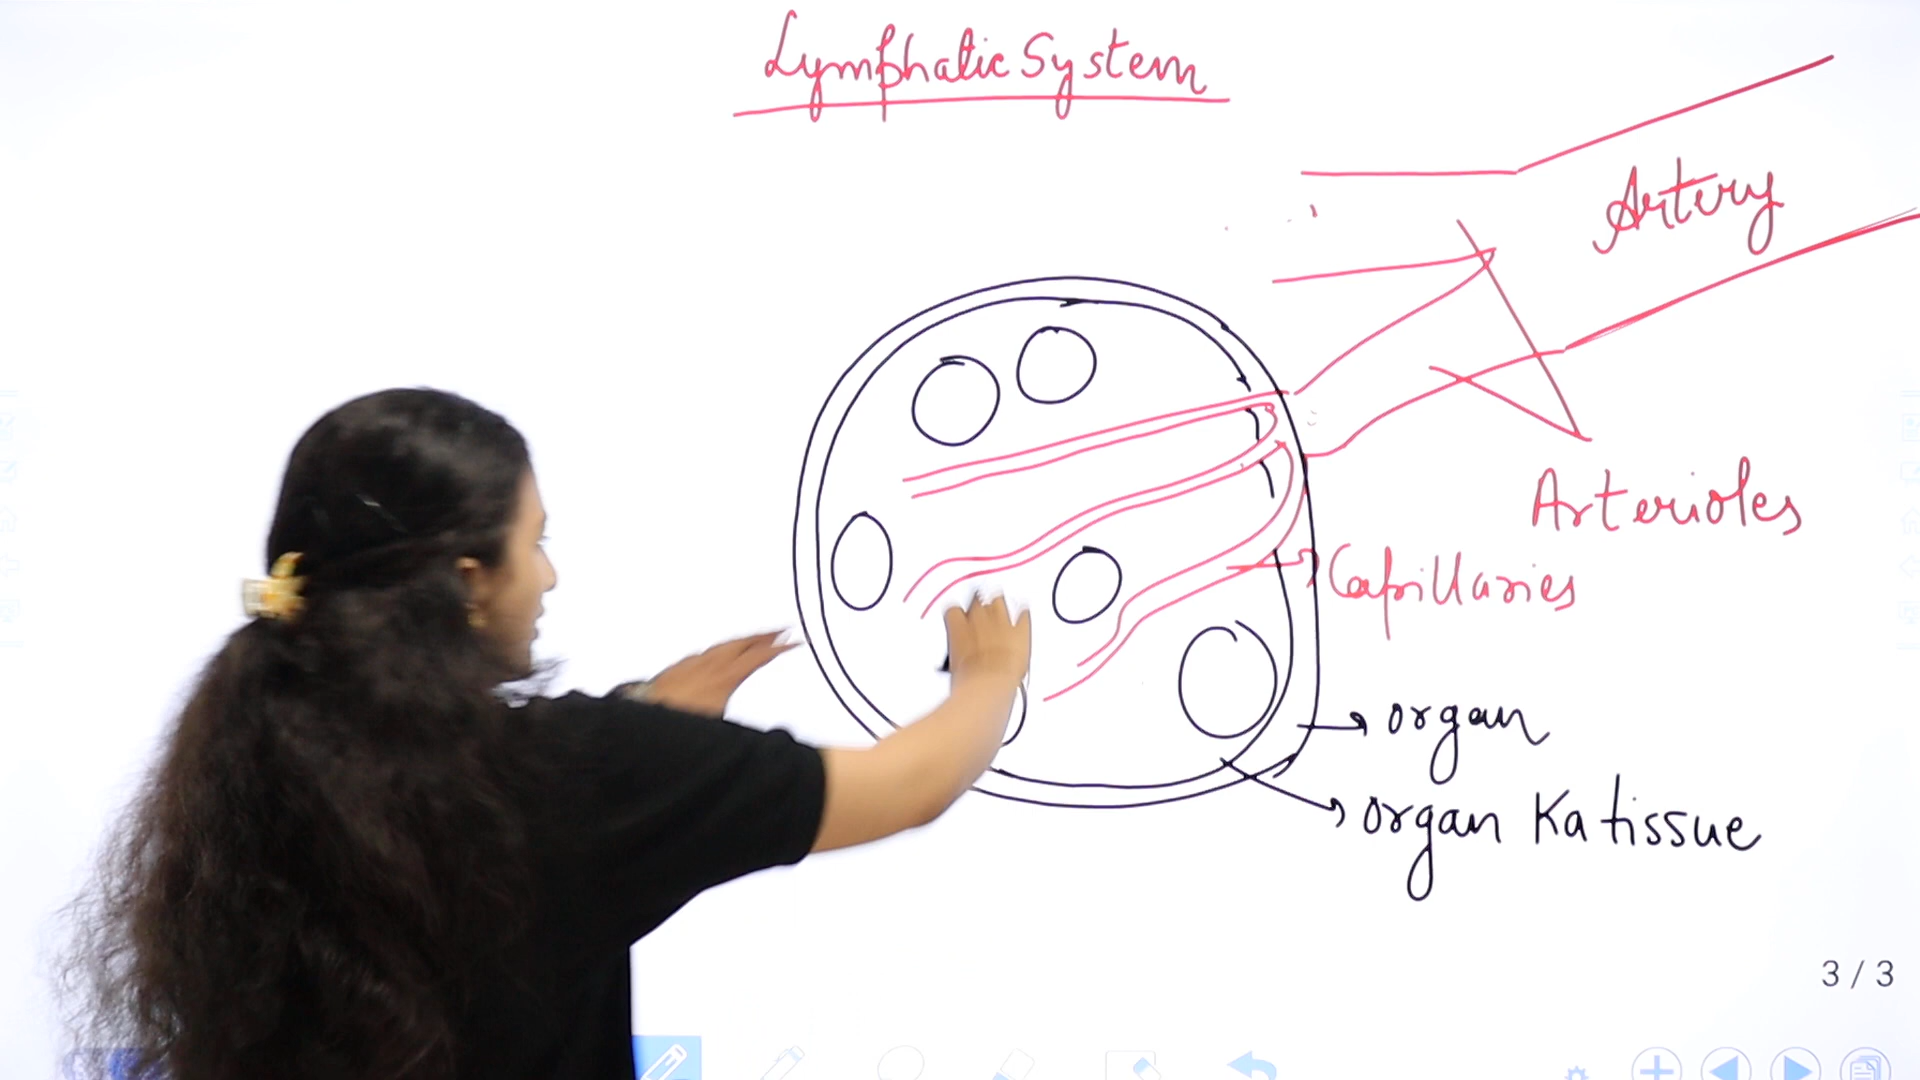 Lymphatic System
Artery
Arterioles
Capillaries
organ
organ Ka tissue
3 / 3